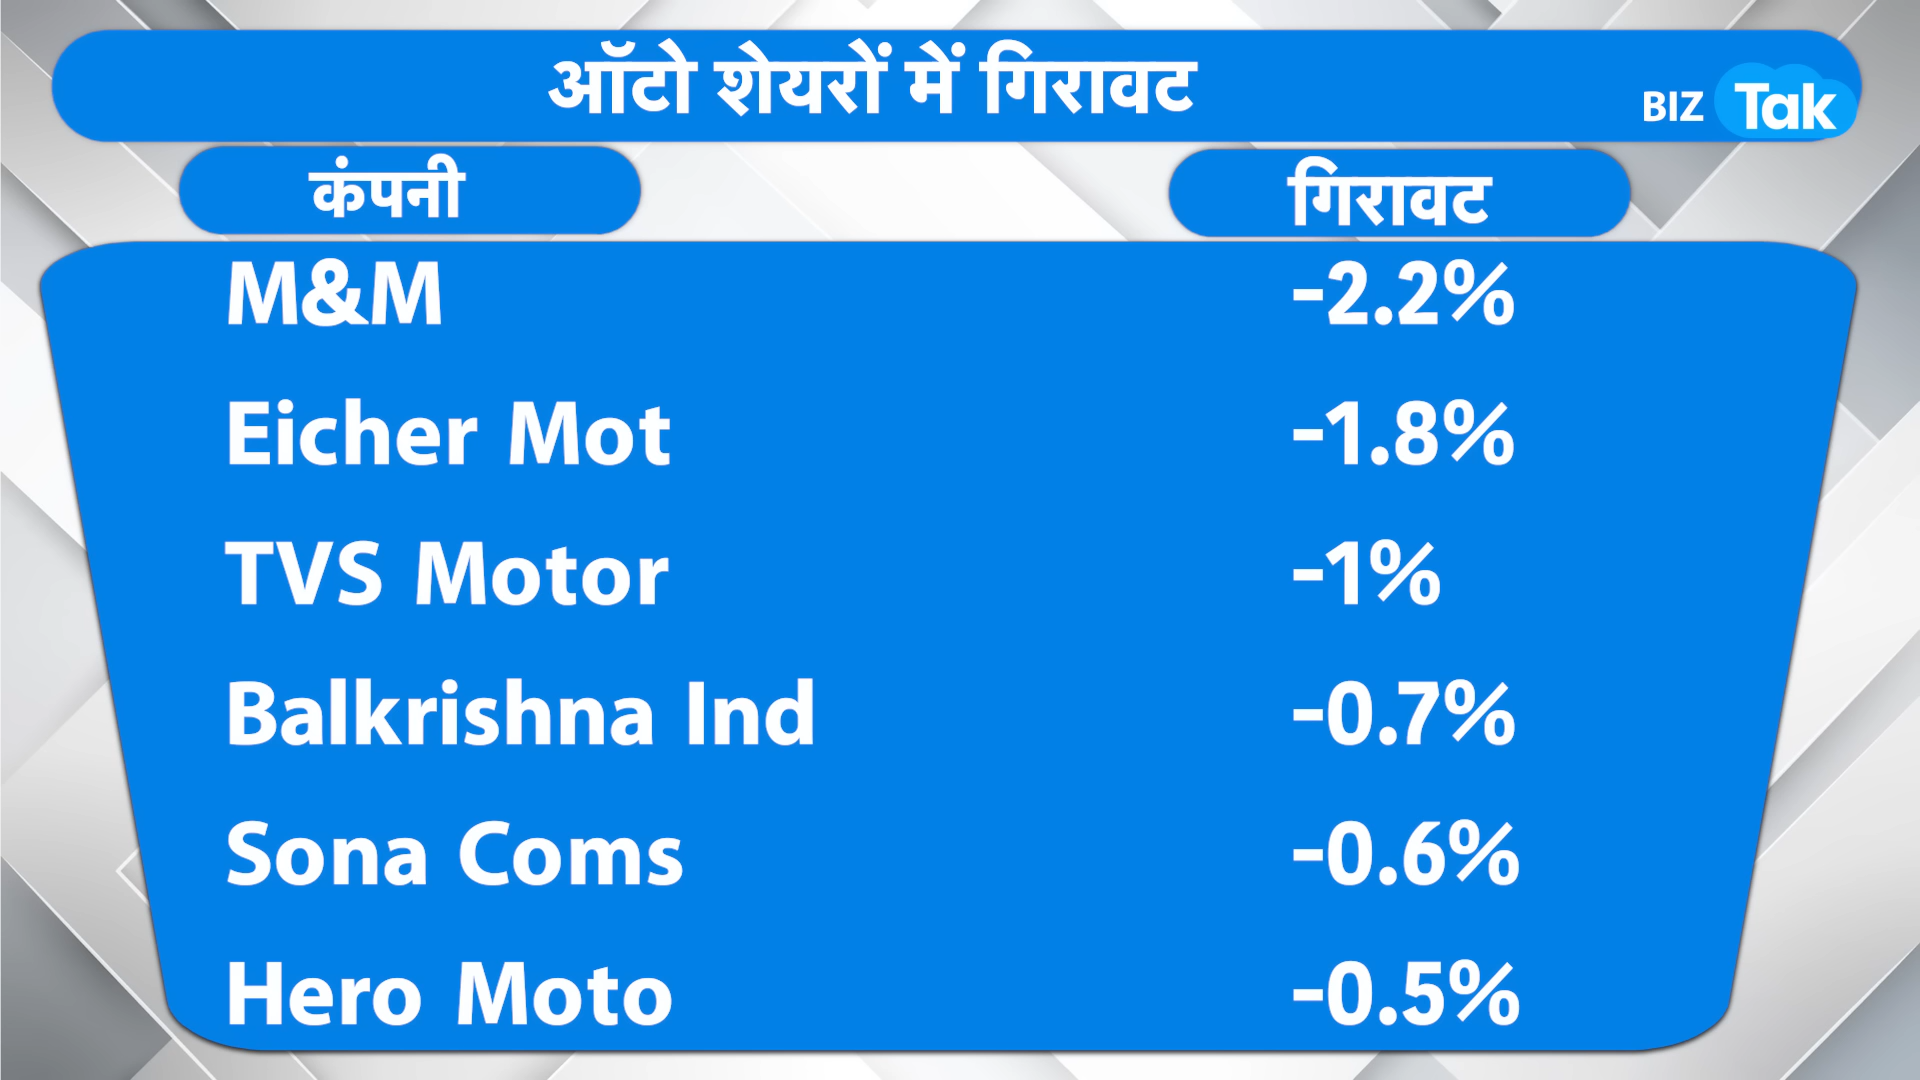 ऑटो शेयरों में गिरावट
BIZ Tak
कंपनी गिरावट
M&M -2.2%
Eicher Mot -1.8%
TVS Motor -1%
Balkrishna Ind -0.7%
Sona Coms -0.6%
Hero Moto -0.5%